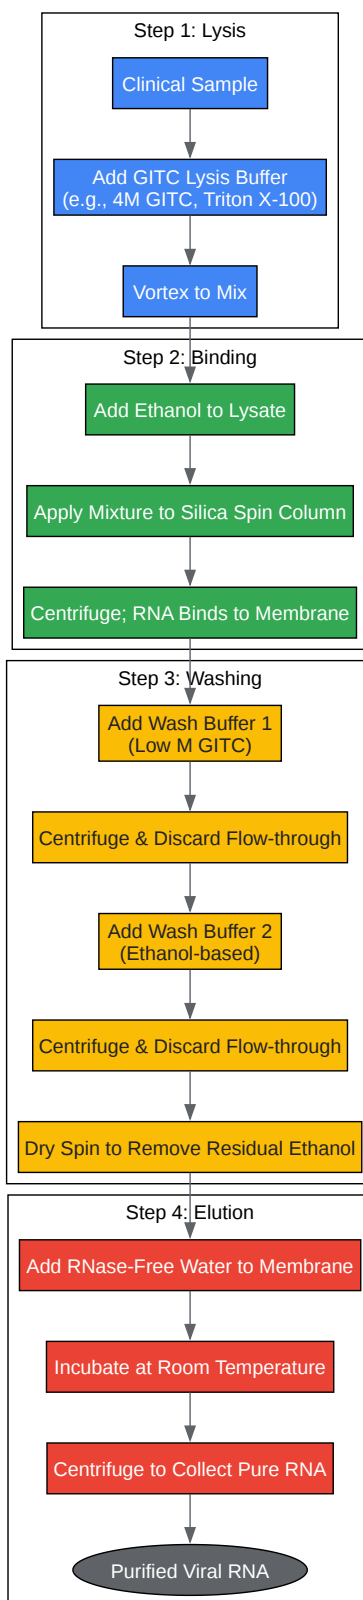 Step 1: Lysis
Clinical Sample
Add GITC Lysis Buffer
(e.g., 4M GITC, Triton X-100)
Vortex to Mix
Step 2: Binding
Add Ethanol to Lysate
Apply Mixture to Silica Spin Column
Centrifuge; RNA Binds to Membrane
Step 3: Washing
Add Wash Buffer 1
(Low M GITC)
Centrifuge & Discard Flow-through
Add Wash Buffer 2
(Ethanol-based)
Centrifuge & Discard Flow-through
Dry Spin to Remove Residual Ethanol
Step 4: Elution
Add RNase-Free Water to Membrane
Incubate at Room Temperature
Centrifuge to Collect Pure RNA
Purified Viral RNA